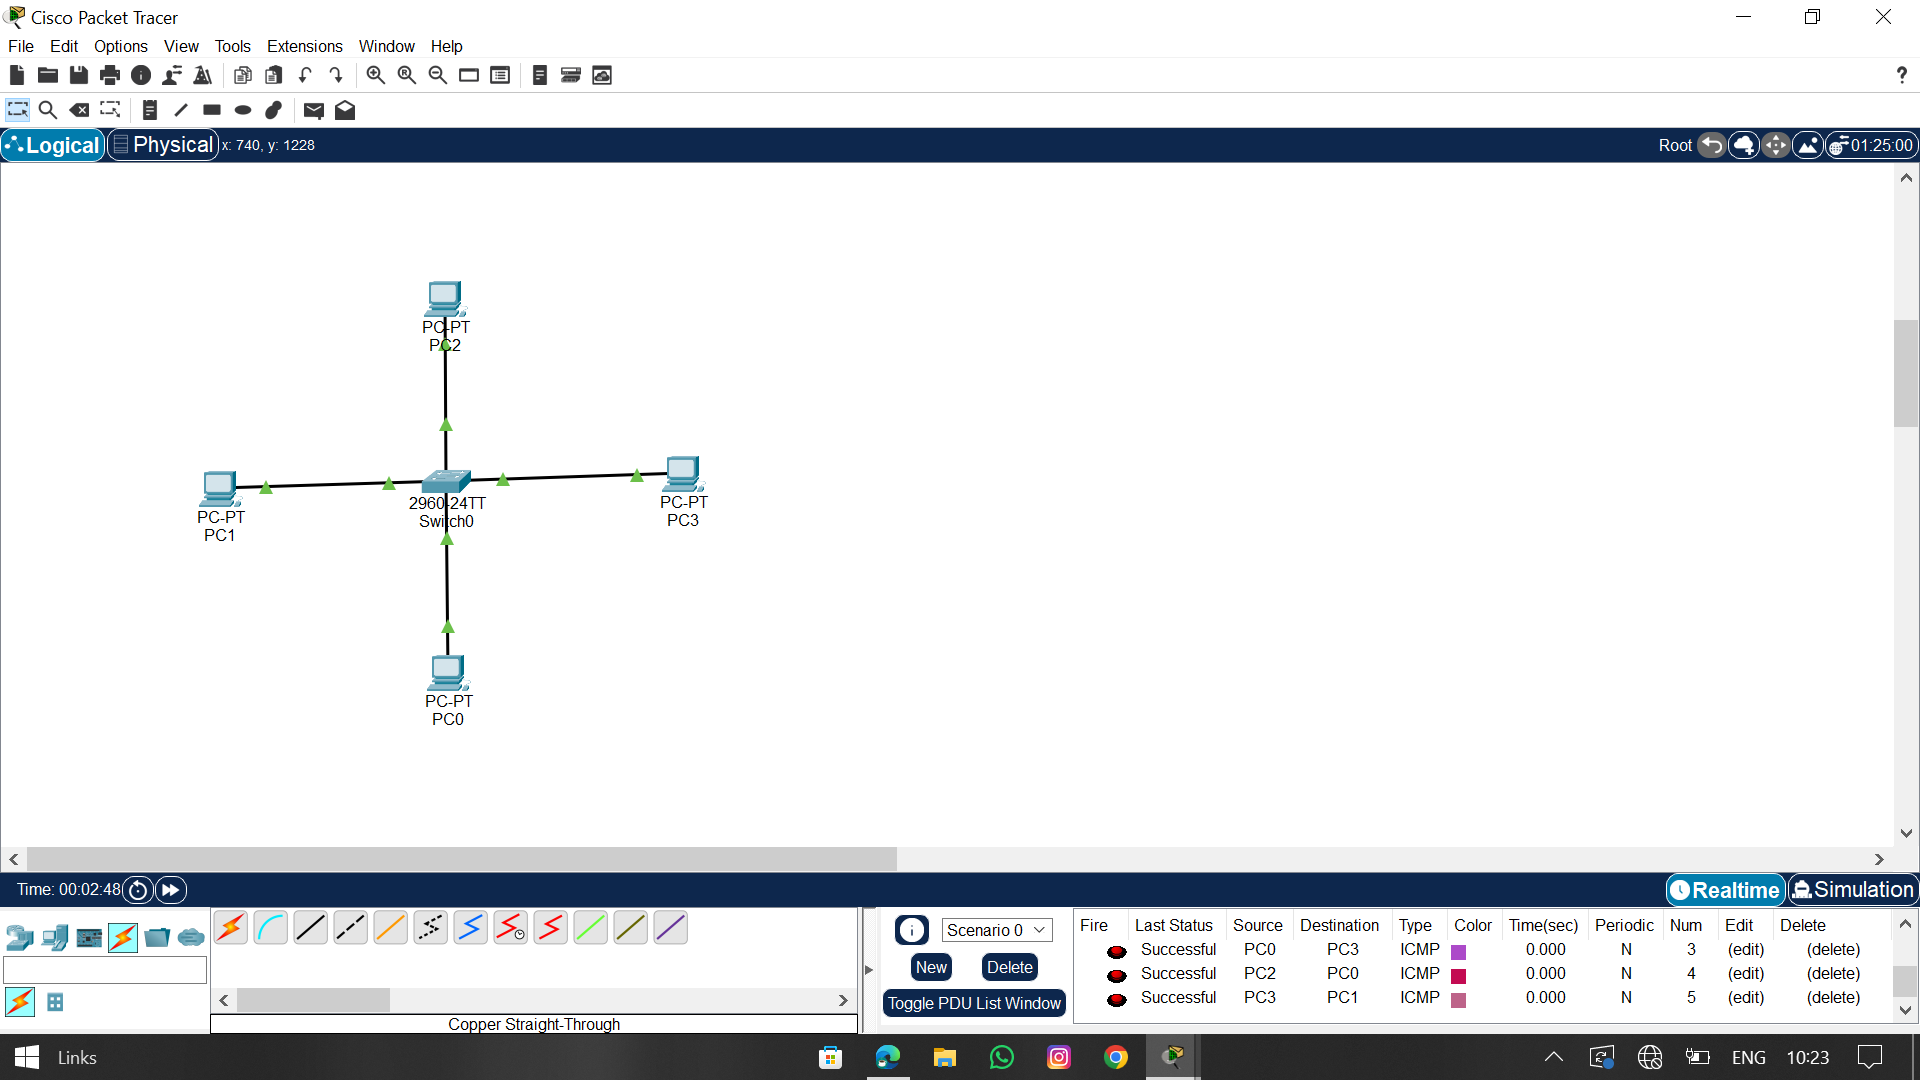 Cisco Packet Tracer
File Edit Options View Tools Extensions Window Help
?
Logical Physical x: 740, y: 1228 Root 01:25:00
PC-PT
PC2
PC-PT
PC1
2960-24TT
Switch0
PC-PT
PC3
PC-PT
PC0
Time: 00:02:48 Realtime Simulation
Scenario 0
New Delete
Toggle PDU List Window
Fire Last Status Source Destination Type Color Time(sec) Periodic Num Edit Delete
Successful PC0 PC3 ICMP 0.000 N 3 (edit) (delete)
Successful PC2 PC0 ICMP 0.000 N 4 (edit) (delete)
Successful PC3 PC1 ICMP 0.000 N 5 (edit) (delete)
Copper Straight-Through
Links ENG 10:23